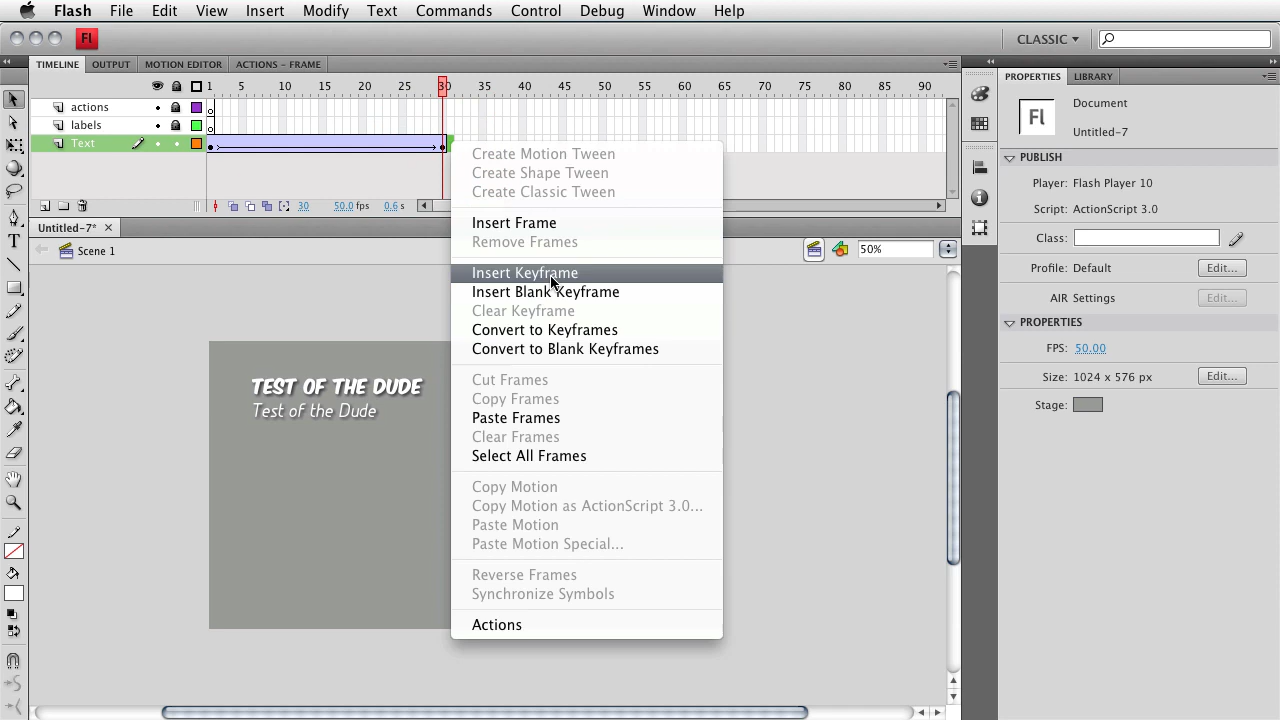 Flash File Edit View Insert Modify Text Commands Control Debug Window Help
Fl CLASSIC
TIMELINE OUTPUT MOTION EDITOR ACTIONS – FRAME
1 5 10 15 20 25 30 35 40 45 50 55 60 65 70 75 80 85 90
actions
labels
Text
30 50.0 fps 0.6 s
Untitled-7*
Scene 1
50%
TEST OF THE DUDE
Test of the Dude
Create Motion Tween
Create Shape Tween
Create Classic Tween
Insert Frame
Remove Frames
Insert Keyframe
Insert Blank Keyframe
Clear Keyframe
Convert to Keyframes
Convert to Blank Keyframes
Cut Frames
Copy Frames
Paste Frames
Clear Frames
Select All Frames
Copy Motion
Copy Motion as ActionScript 3.0...
Paste Motion
Paste Motion Special...
Reverse Frames
Synchronize Symbols
Actions
PROPERTIES LIBRARY
Fl
Document
Untitled-7
PUBLISH
Player: Flash Player 10
Script: ActionScript 3.0
Class:
Profile: Default Edit...
AIR Settings Edit...
PROPERTIES
FPS: 50.00
Size: 1024 x 576 px Edit...
Stage: